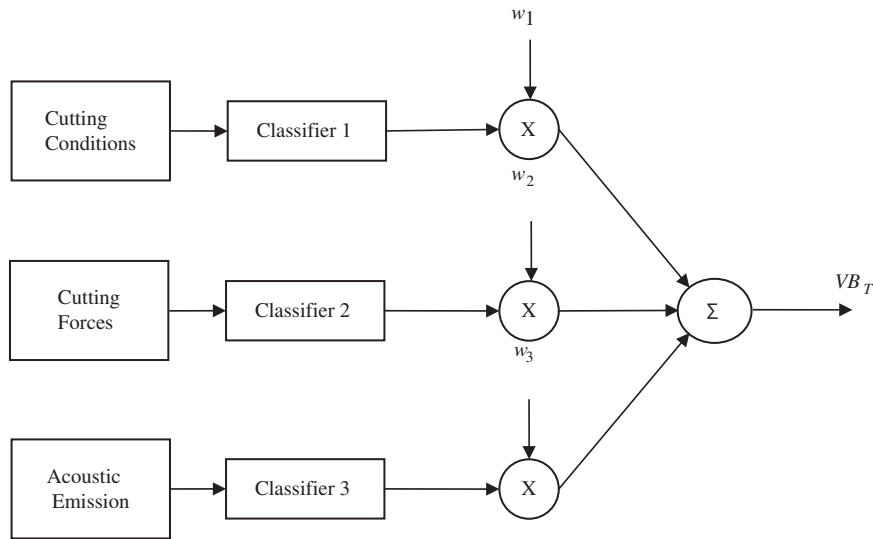 w1
Cutting
Conditions
Classifier 1
X
w2
Cutting
Forces
Classifier 2
X
Σ
VB T
w3
Acoustic
Emission
Classifier 3
X